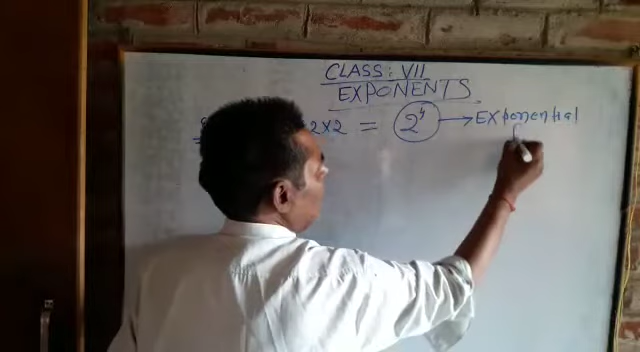 CLASS: VII
EXPONENTS
2x2 = 2⁴ → Exponential